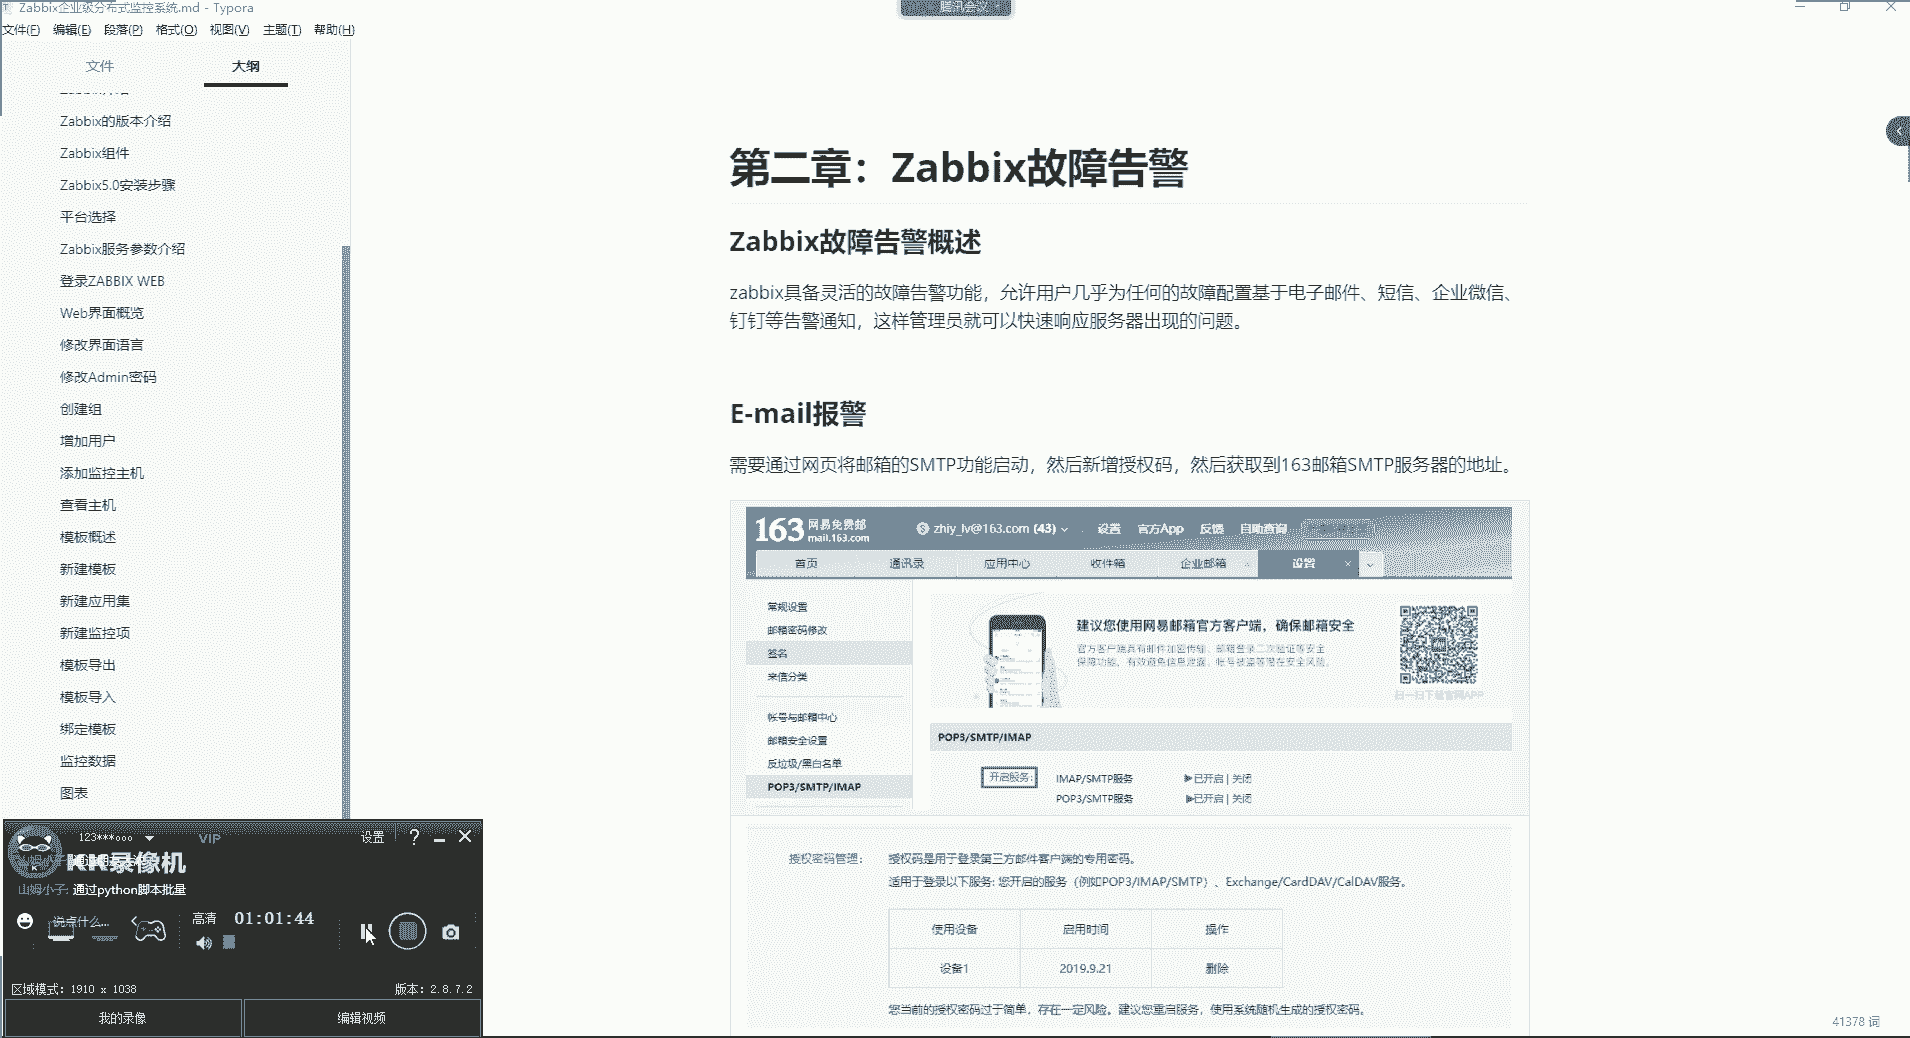 Zabbix企业级分布式监控系统.md - Typora
腾讯会议
文件(F) 编辑(E) 段落(P) 格式(O) 视图(V) 主题(T) 帮助(H)
文件 大纲
Zabbix的版本介绍
Zabbix组件
Zabbix5.0安装步骤
平台选择
Zabbix服务参数介绍
登录ZABBIX WEB
Web界面概览
修改界面语言
修改Admin密码
创建组
增加用户
添加监控主机
查看主机
模板概述
新建模板
新建应用集
新建监控项
模板导出
模板导入
绑定模板
监控数据
图表
第二章：Zabbix故障告警
Zabbix故障告警概述
zabbix具备灵活的故障告警功能，允许用户几乎为任何的故障配置基于电子邮件、短信、企业微信、
钉钉等告警通知，这样管理员就可以快速响应服务器出现的问题。
E-mail报警
需要通过网页将邮箱的SMTP功能启动，然后新增授权码，然后获取到163邮箱SMTP服务器的地址。
163 网易免费邮 mail.163.com zhiy_lv@163.com (43) 设置 官方App 反馈 自助查询
首页 通讯录 应用中心 收件箱 企业邮箱 设置
常规设置
邮箱密码修改
签名
来信分类
帐号与邮箱中心
邮箱安全设置
反垃圾/黑白名单
POP3/SMTP/IMAP
建议您使用网易邮箱官方客户端，确保邮箱安全
官方客户端具有邮件加密传输、邮箱登录二次验证等安全
保障功能，有效避免信息泄露、帐号被盗等潜在安全风险。
扫一扫下载官网APP
POP3/SMTP/IMAP
开启服务: IMAP/SMTP服务 已开启 | 关闭
POP3/SMTP服务 已开启 | 关闭
授权密码管理: 授权码是用于登录第三方邮件客户端的专用密码。
适用于登录以下服务: 您开启的服务（例如POP3/IMAP/SMTP）、Exchange/CardDAV/CalDAV服务。
使用设备 启用时间 操作
设备1 2019.9.21 删除
您当前的授权密码过于简单，存在一定风险。建议您重启服务，使用系统随机生成的授权密码。
123***ooo VIP 设置
KK录像机
山姆小子: 通过python脚本批量
说点什么...
高清 01:01:44
区域模式: 1910 x 1038 版本: 2.8.7.2
我的录像 编辑视频
41378 词